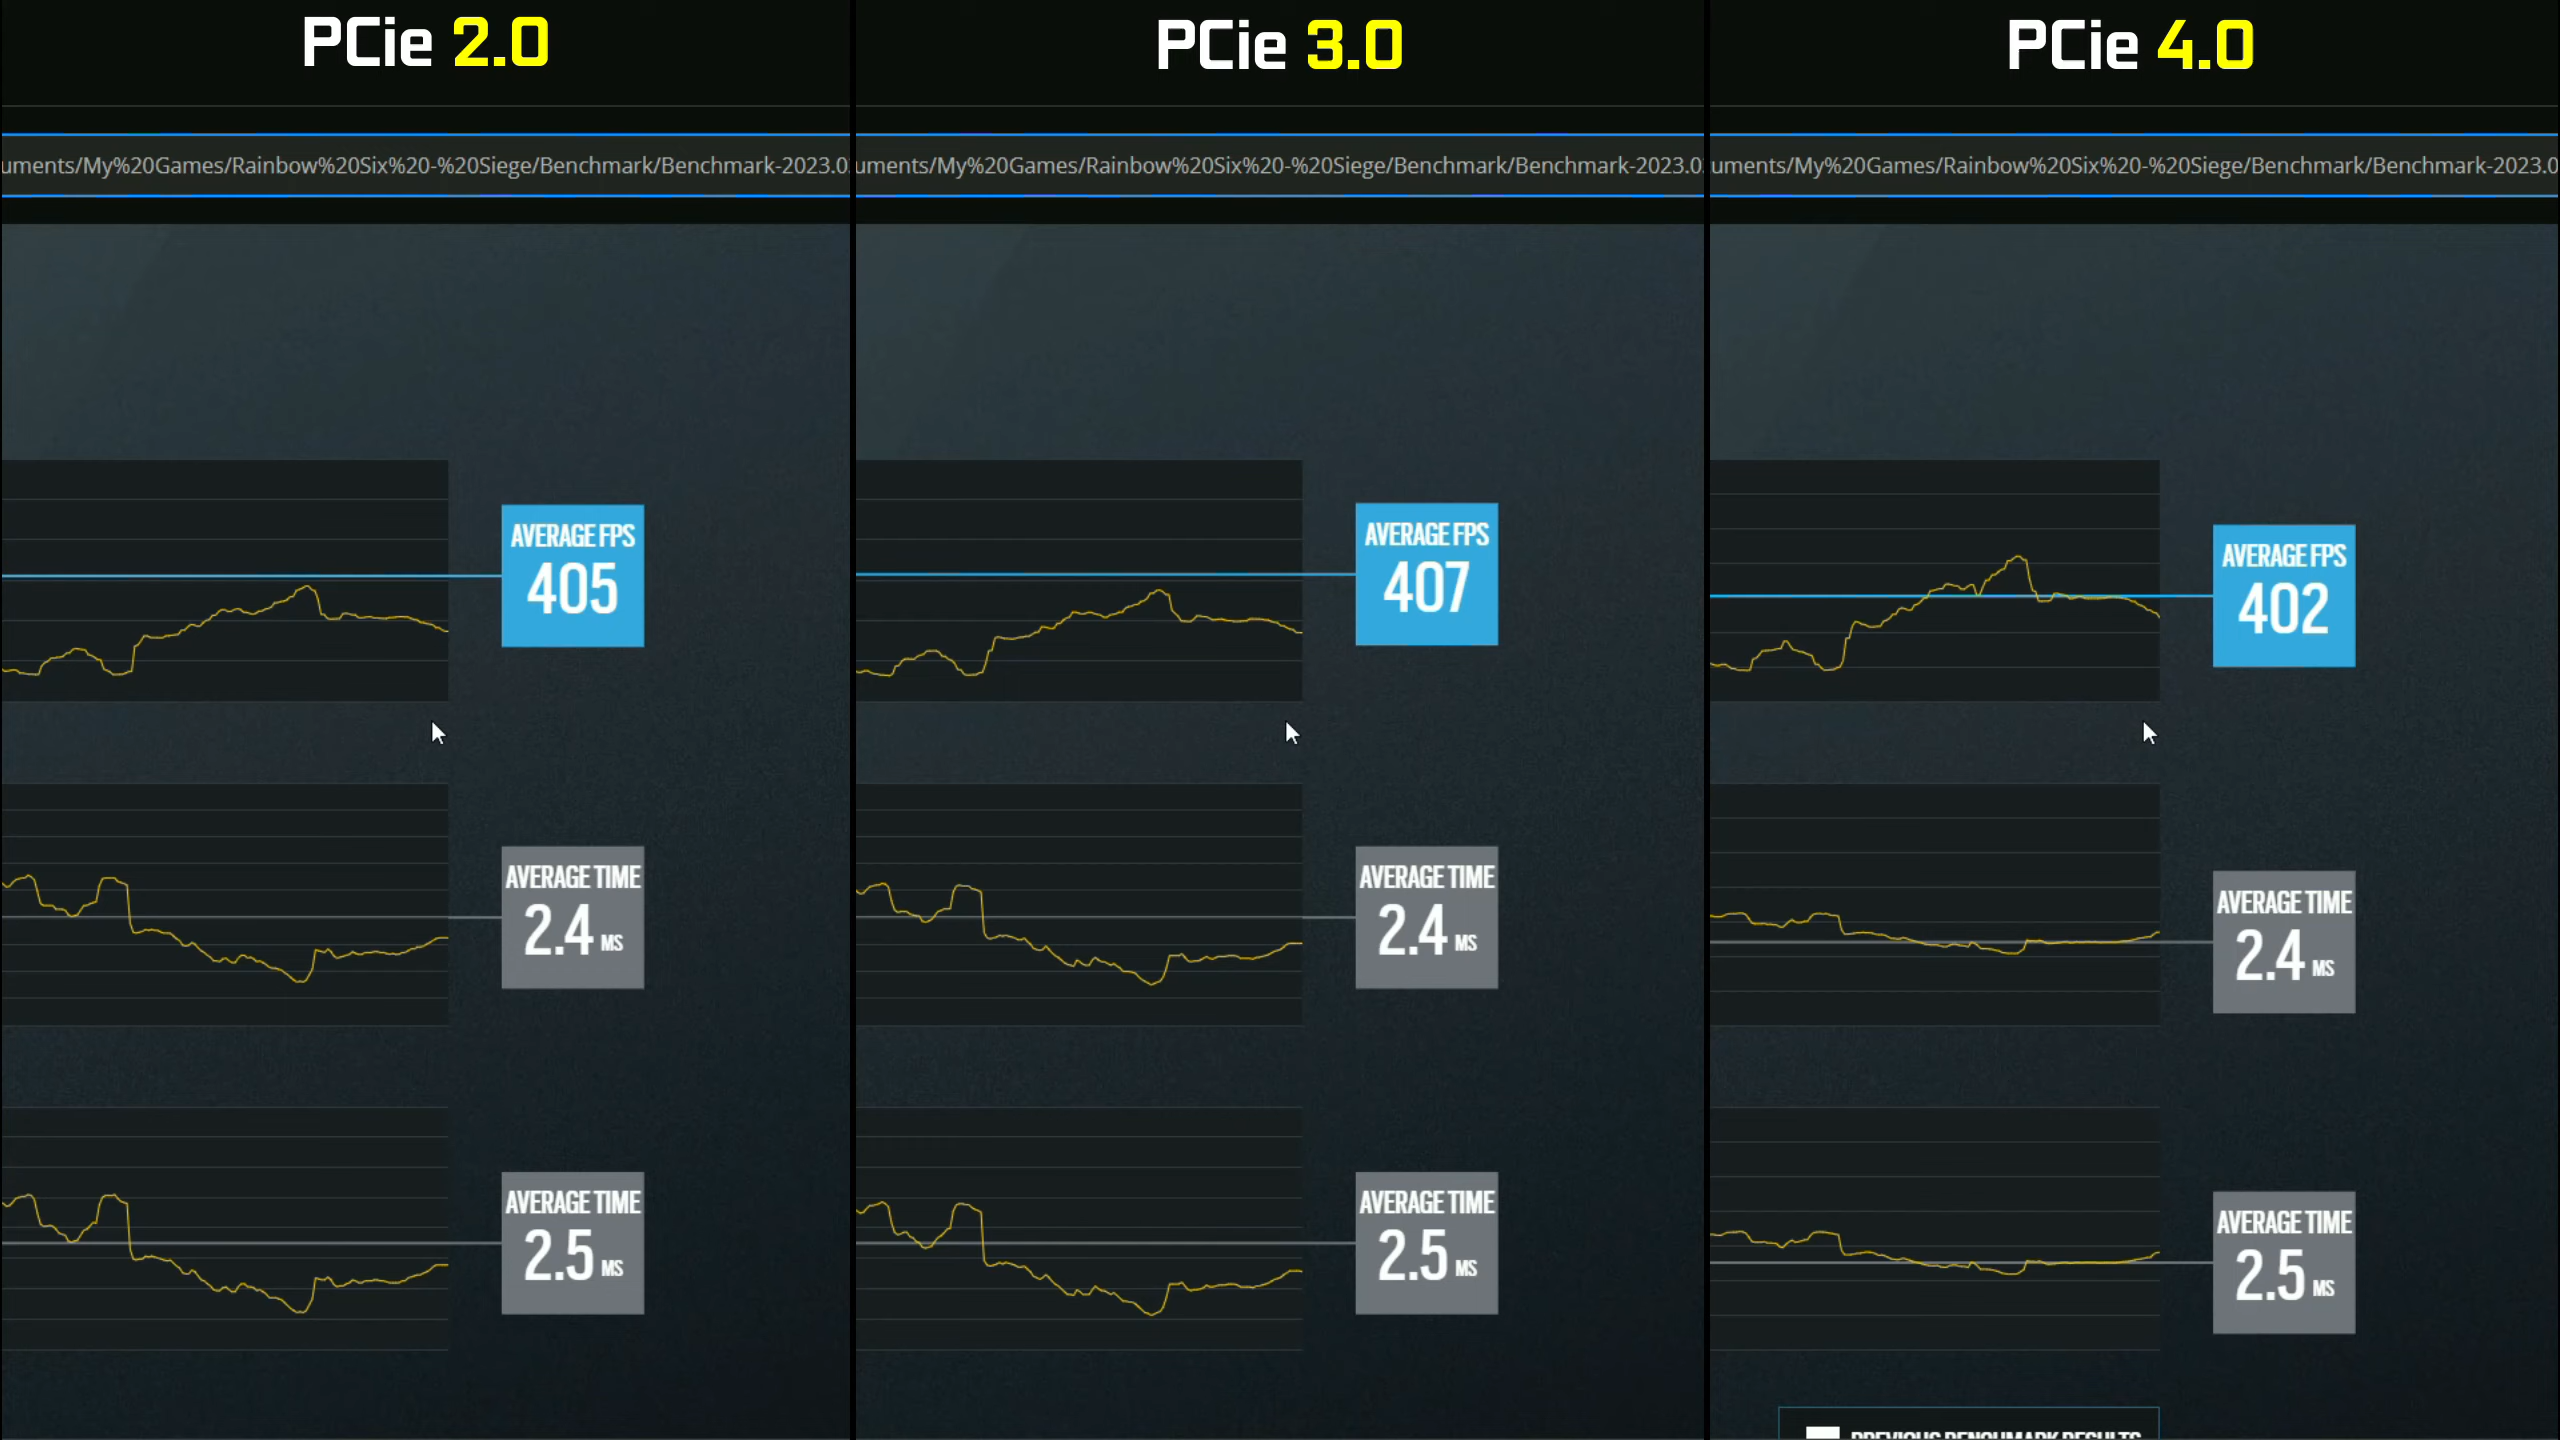 PCie 2.0
uments/My%20Games/Rainbow%20Six%20-%20Siege/Benchmark/Benchmark-2023.0
AVERAGE FPS
405
AVERAGE TIME
2.4 MS
AVERAGE TIME
2.5 MS
PCie 3.0
uments/My%20Games/Rainbow%20Six%20-%20Siege/Benchmark/Benchmark-2023.0
AVERAGE FPS
407
AVERAGE TIME
2.4 MS
AVERAGE TIME
2.5 MS
PCie 4.0
uments/My%20Games/Rainbow%20Six%20-%20Siege/Benchmark/Benchmark-2023.0
AVERAGE FPS
402
AVERAGE TIME
2.4 MS
AVERAGE TIME
2.5 MS
PREVIOUS BENCHMARK RESULTS